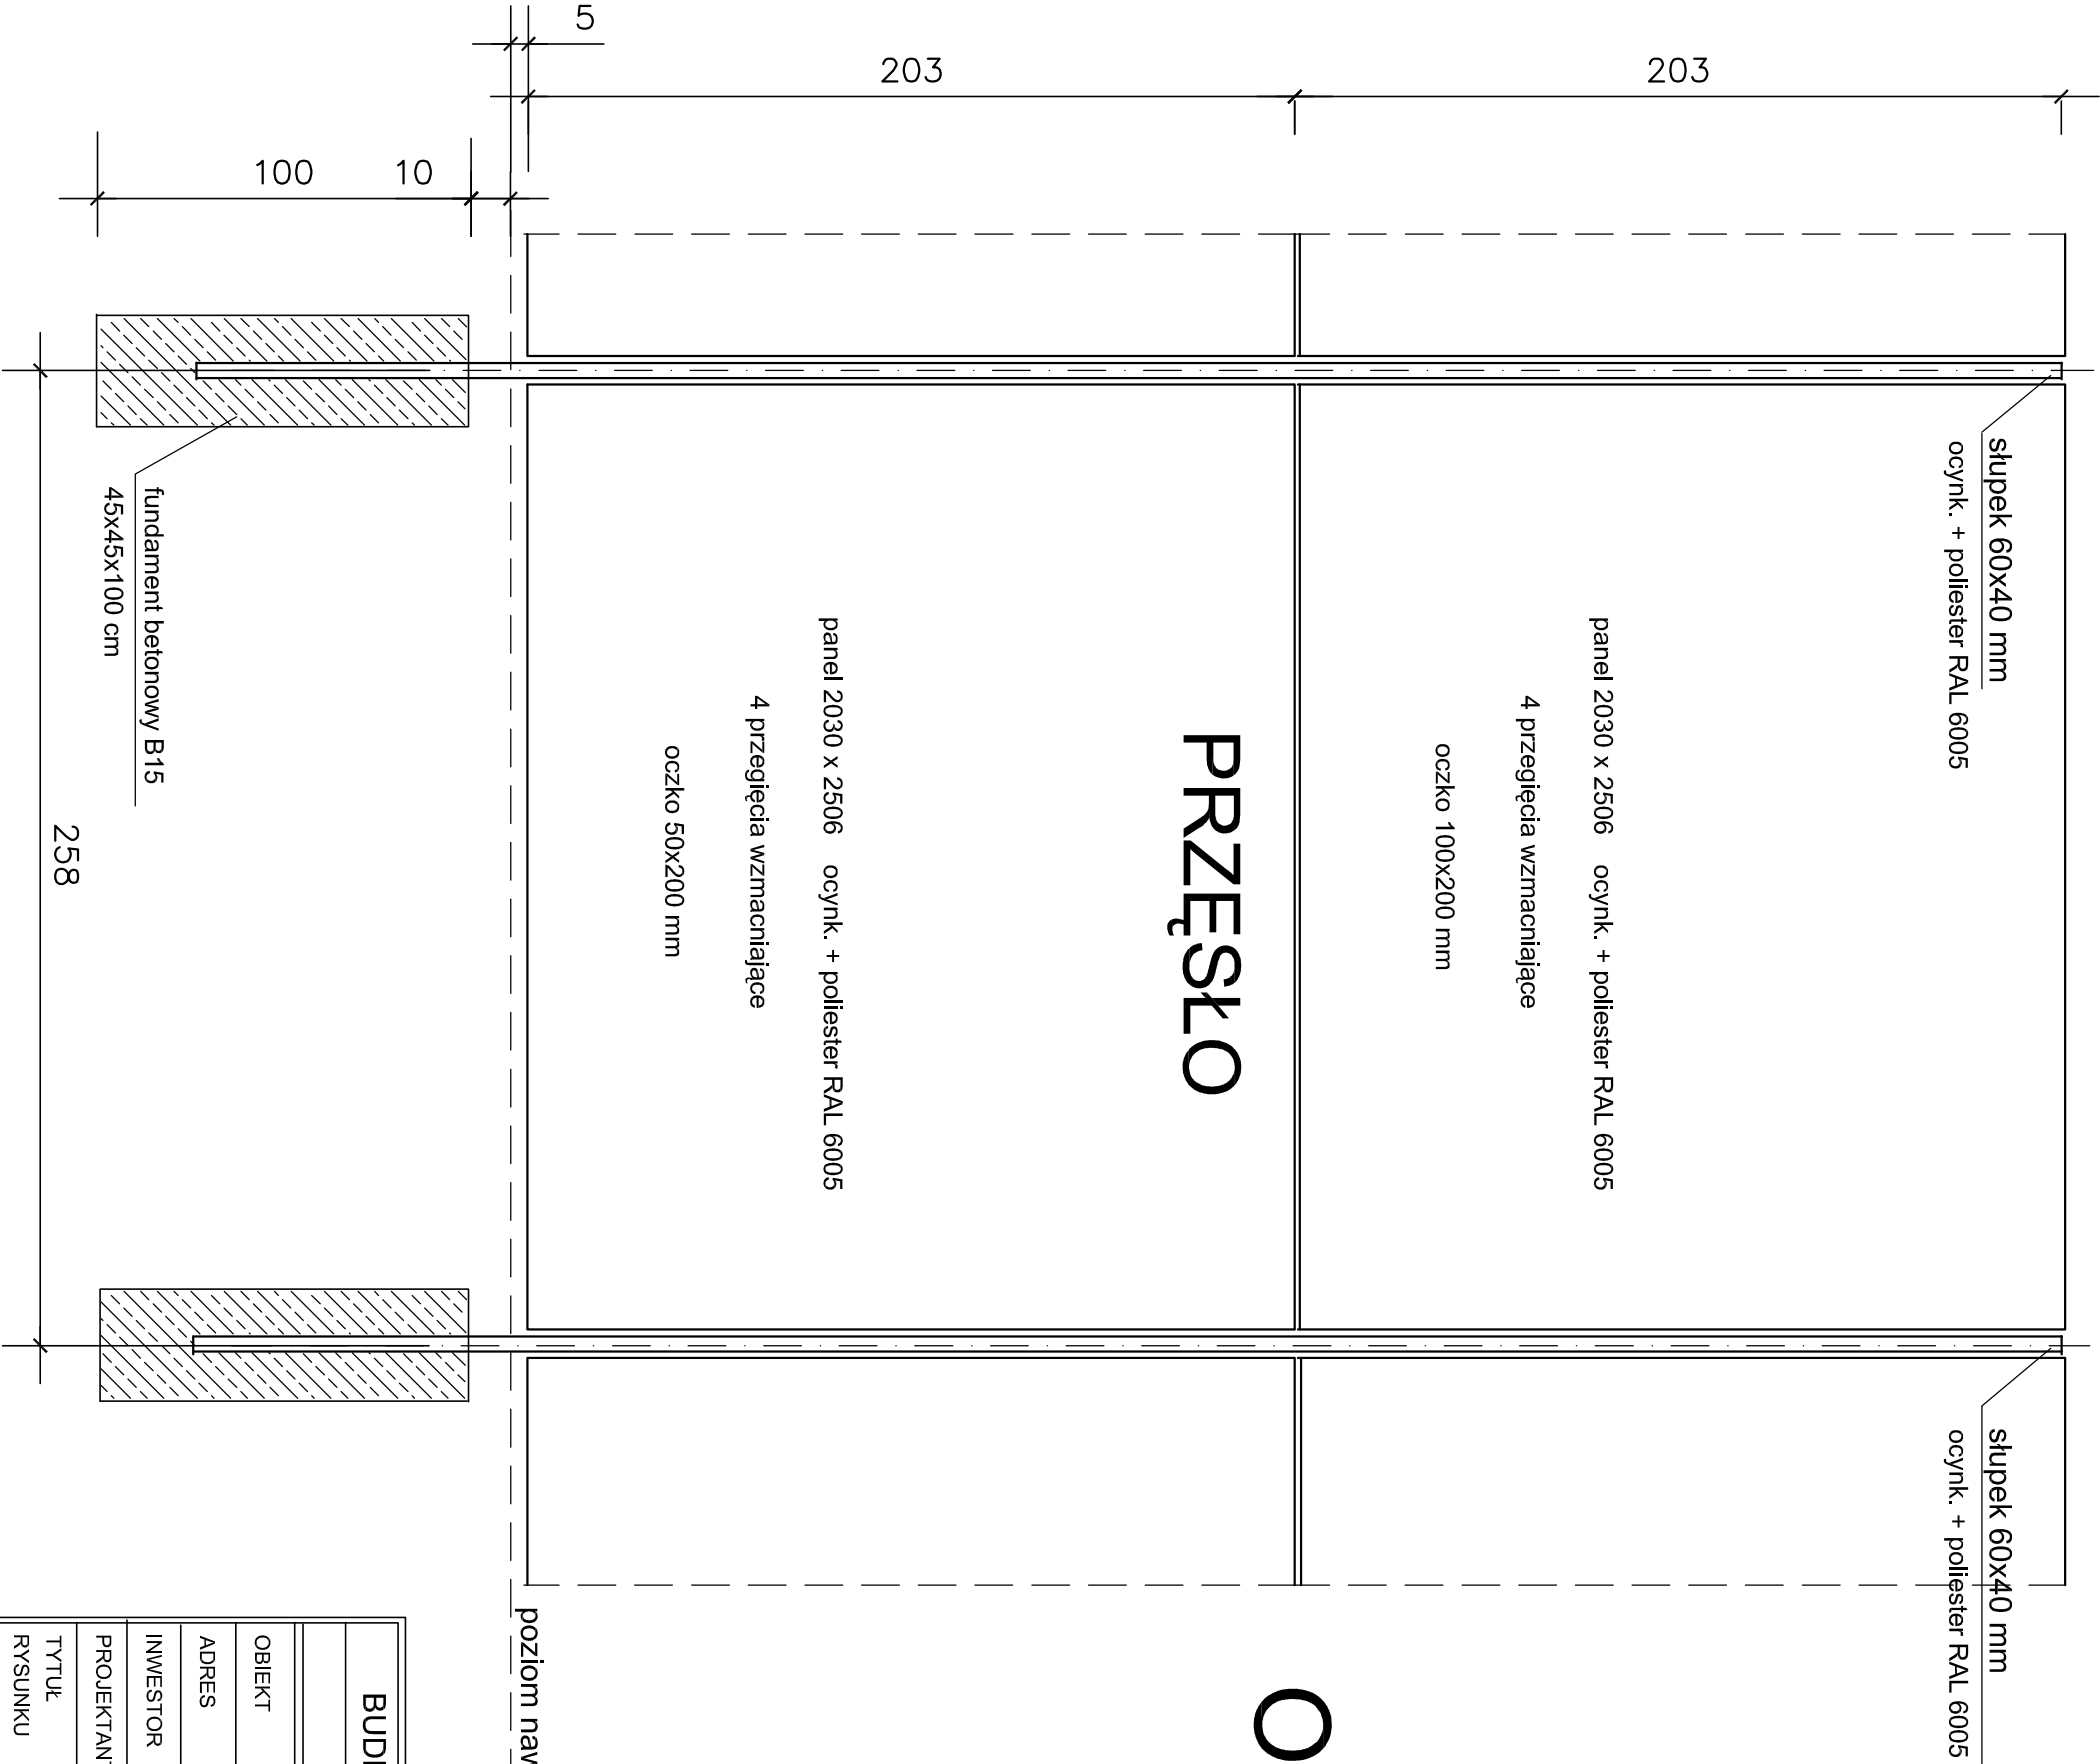 5
203
203
100
10
słupek 60x40 mm
ocynk. + poliester RAL 6005
słupek 60x40 mm
ocynk. + poliester RAL 6005
panel 2030 x 2506 ocynk. + poliester RAL 6005
4 przegięcia wzmacniające
oczko 100x200 mm
PRZĘSŁO
panel 2030 x 2506 ocynk. + poliester RAL 6005
4 przegięcia wzmacniające
oczko 50x200 mm
fundament betonowy B15
45x45x100 cm
258
O
poziom naw
BUD
OBIEKT
ADRES
INWESTOR
PROJEKTANT
TYTUŁ
RYSUNKU